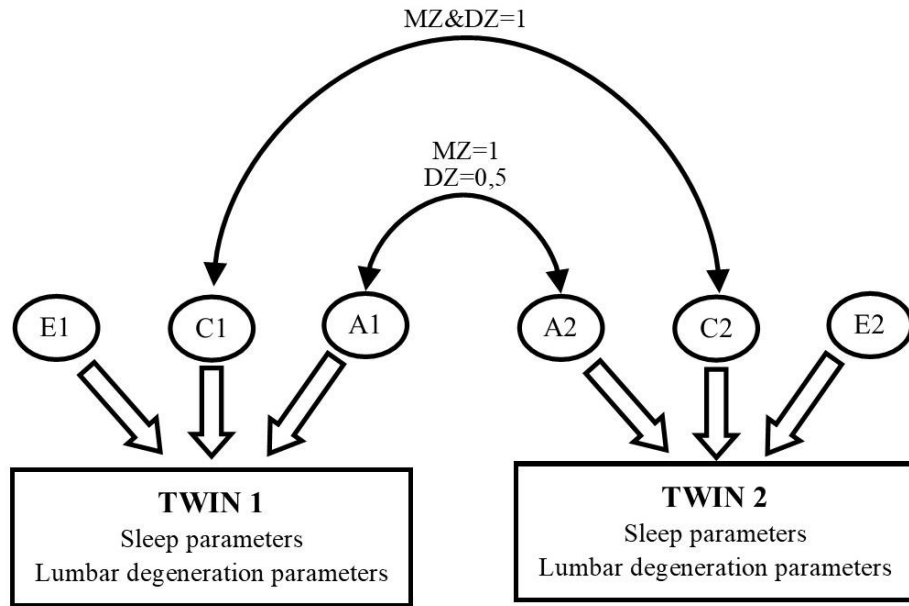 MZ&DZ=1
MZ=1
DZ=0,5
E1
C1
A1
A2
C2
E2
TWIN 1
Sleep parameters
Lumbar degeneration parameters
TWIN 2
Sleep parameters
Lumbar degeneration parameters